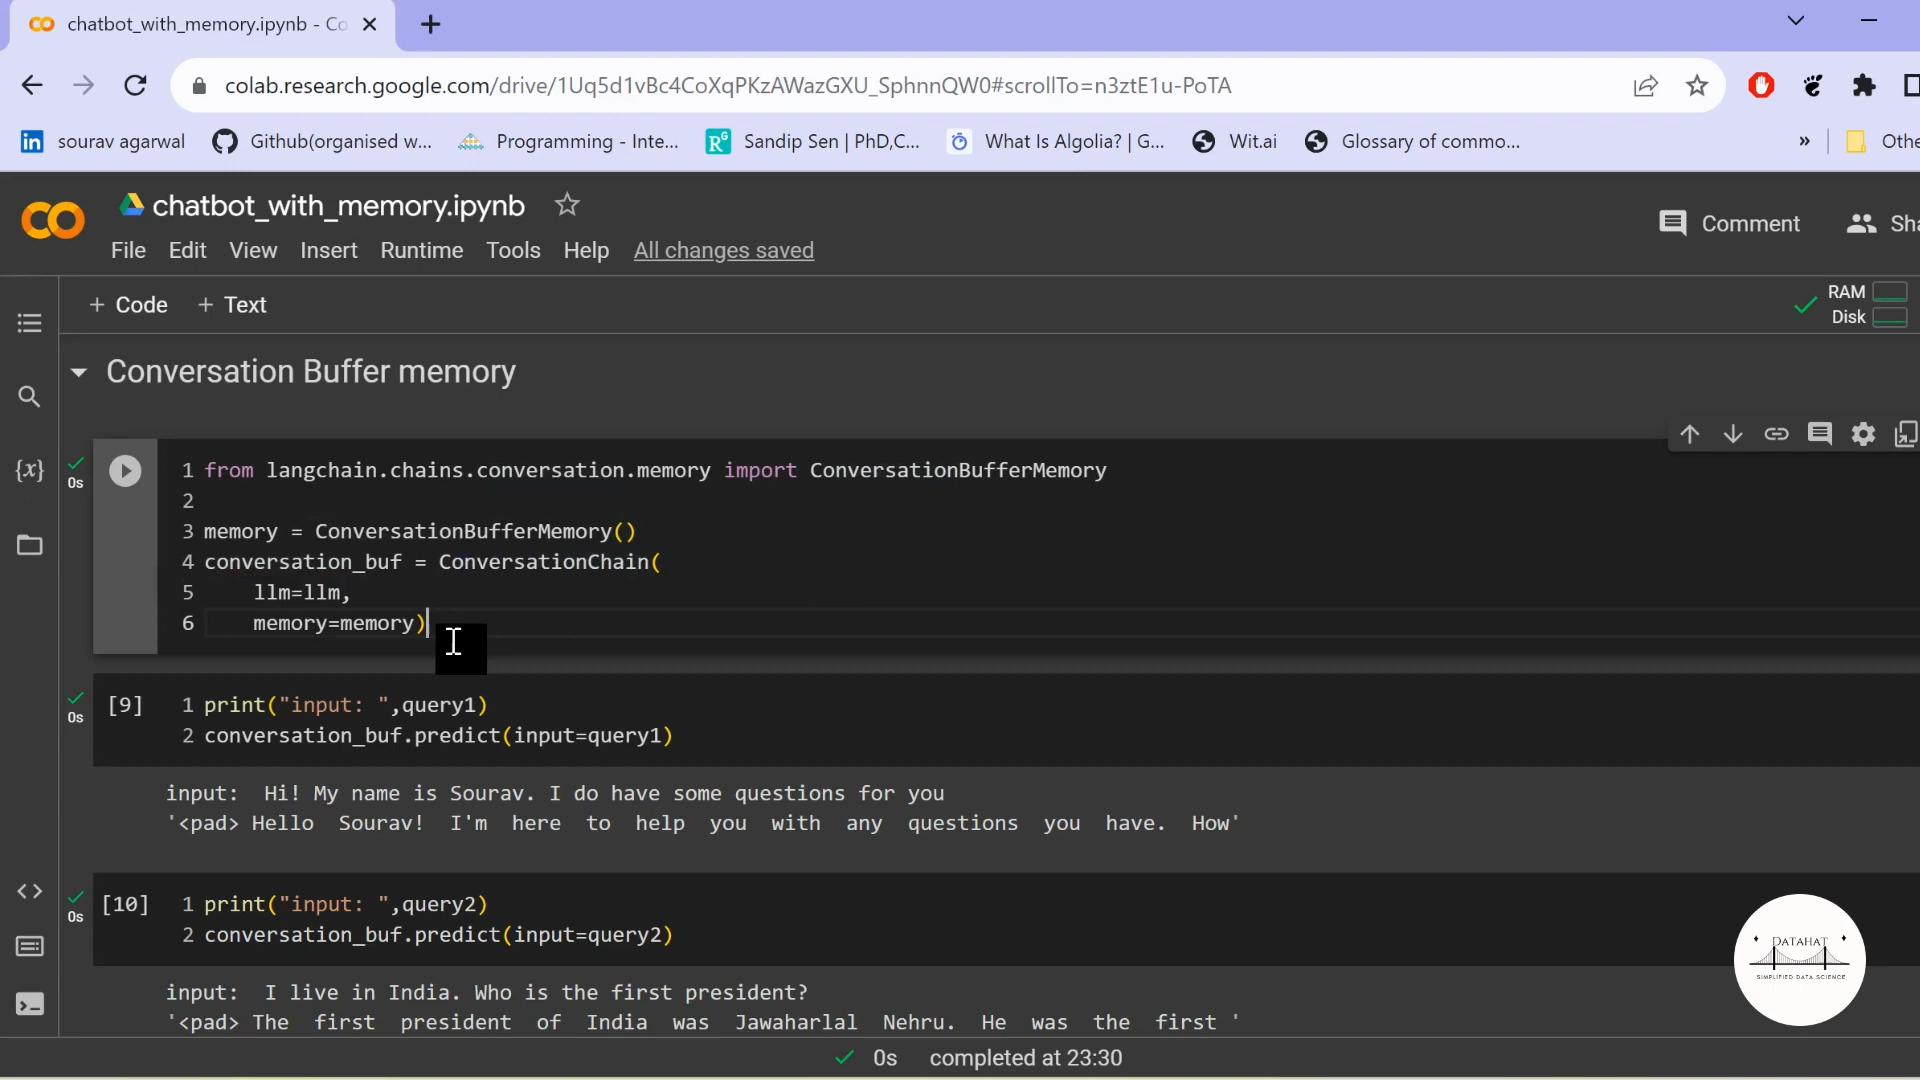 chatbot_with_memory.ipynb - Co
colab.research.google.com/drive/1Uq5d1vBc4CoXqPKzAWazGXU_SphnnQW0#scrollTo=n3ztE1u-PoTA
sourav agarwal Github(organised w... Programming - Inte... Sandip Sen | PhD,C... What Is Algolia? | G... Wit.ai Glossary of commo... » Othe
chatbot_with_memory.ipynb
Comment Sha
File Edit View Insert Runtime Tools Help All changes saved
+ Code + Text
RAM
Disk
Conversation Buffer memory
0s
1 from langchain.chains.conversation.memory import ConversationBufferMemory
2
3 memory = ConversationBufferMemory()
4 conversation_buf = ConversationChain(
5 llm=llm,
6 memory=memory)
0s
[9] 1 print("input: ",query1)
2 conversation_buf.predict(input=query1)
input: Hi! My name is Sourav. I do have some questions for you
'<pad> Hello Sourav! I'm here to help you with any questions you have. How'
0s
[10] 1 print("input: ",query2)
2 conversation_buf.predict(input=query2)
input: I live in India. Who is the first president?
'<pad> The first president of India was Jawaharlal Nehru. He was the first '
DATAHAT
SIMPLIFIED DATA SCIENCE
0s completed at 23:30